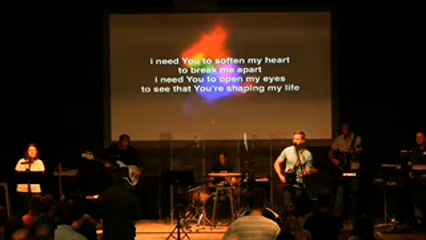 i need You to soften my heart
to break me apart
i need You to open my eyes
to see that You're shaping my life